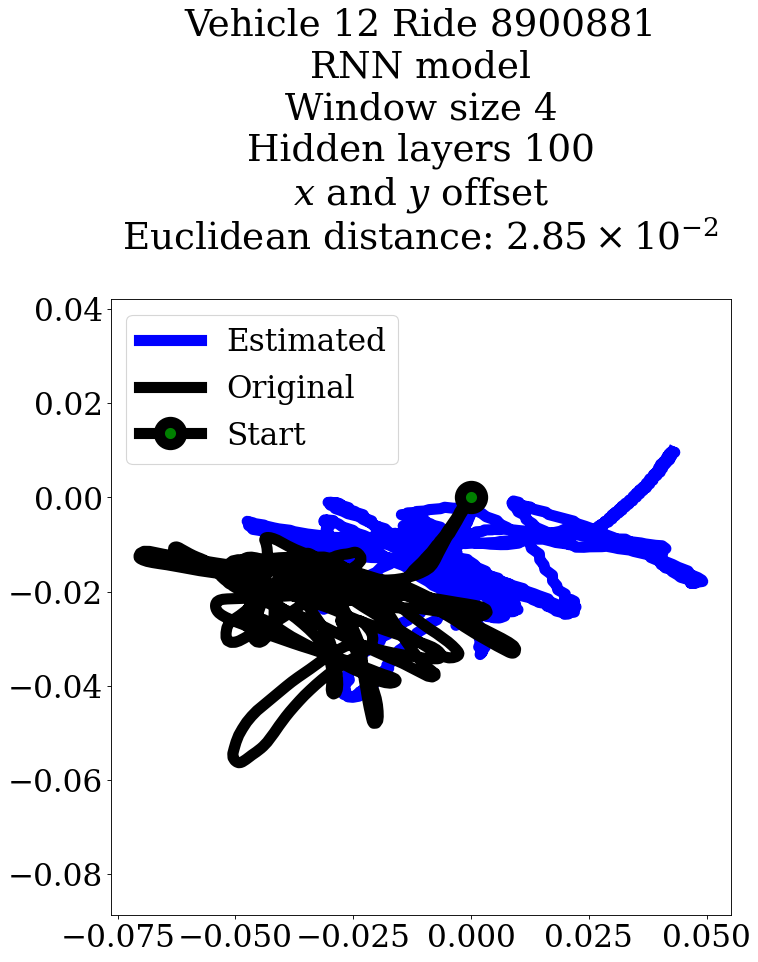 Vehicle 12 Ride 8900881
RNN model
Window size 4
Hidden layers 100
x and y offset
Euclidean distance: 2.85 × 10⁻²
0.04
0.02
0.00
−0.02
−0.04
−0.06
−0.08
Estimated
Original
Start
−0.075 −0.050 −0.025 0.000 0.025 0.050